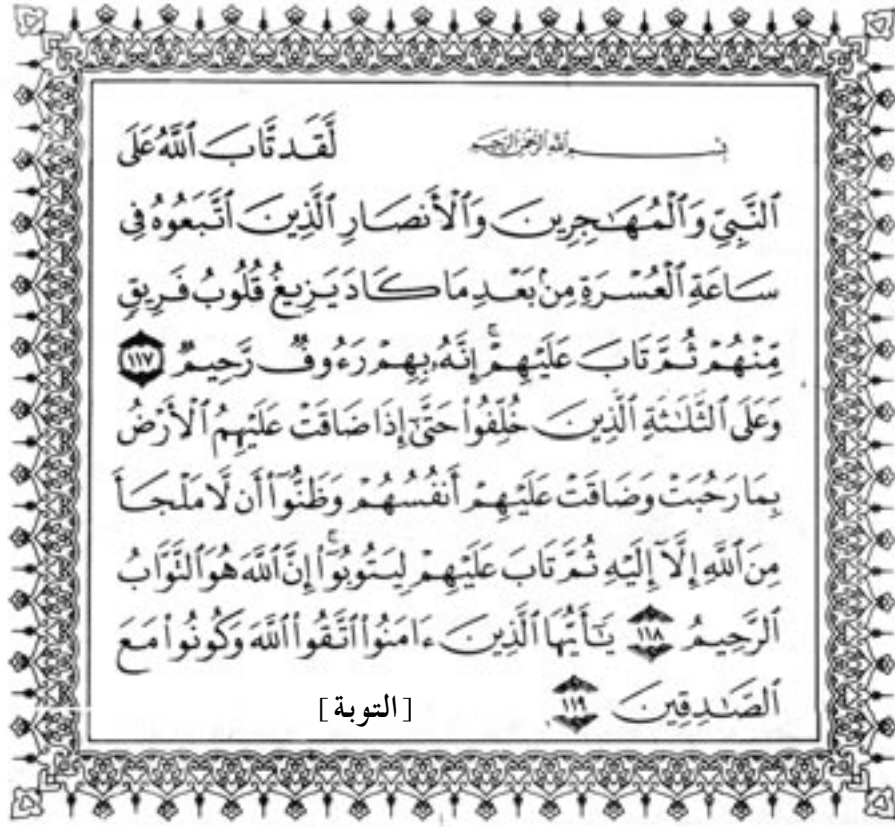 بِسْمِ ٱللَّهِ ٱلرَّحْمَٰنِ ٱلرَّحِيمِ لَّقَد تَّابَ ٱللَّهُ عَلَى
ٱلنَّبِيِّ وَٱلْمُهَٰجِرِينَ وَٱلْأَنصَارِ ٱلَّذِينَ ٱتَّبَعُوهُ فِى
سَاعَةِ ٱلْعُسْرَةِ مِنۢ بَعْدِ مَا كَادَ يَزِيغُ قُلُوبُ فَرِيقٍ
مِّنْهُمْ ثُمَّ تَابَ عَلَيْهِمْ ۚ إِنَّهُۥ بِهِمْ رَءُوفٌ رَّحِيمٌ ١١٧
وَعَلَى ٱلثَّلَٰثَةِ ٱلَّذِينَ خُلِّفُوا۟ حَتَّىٰٓ إِذَا ضَاقَتْ عَلَيْهِمُ ٱلْأَرْضُ
بِمَا رَحُبَتْ وَضَاقَتْ عَلَيْهِمْ أَنفُسُهُمْ وَظَنُّوٓا۟ أَن لَّا مَلْجَأَ
مِنَ ٱللَّهِ إِلَّآ إِلَيْهِ ثُمَّ تَابَ عَلَيْهِمْ لِيَتُوبُوٓا۟ ۚ إِنَّ ٱللَّهَ هُوَ ٱلتَّوَّابُ
ٱلرَّحِيمُ ١١٨ يَٰٓأَيُّهَا ٱلَّذِينَ ءَامَنُوا۟ ٱتَّقُوا۟ ٱللَّهَ وَكُونُوا۟ مَعَ
ٱلصَّٰدِقِينَ ١١٩ [التوبة]